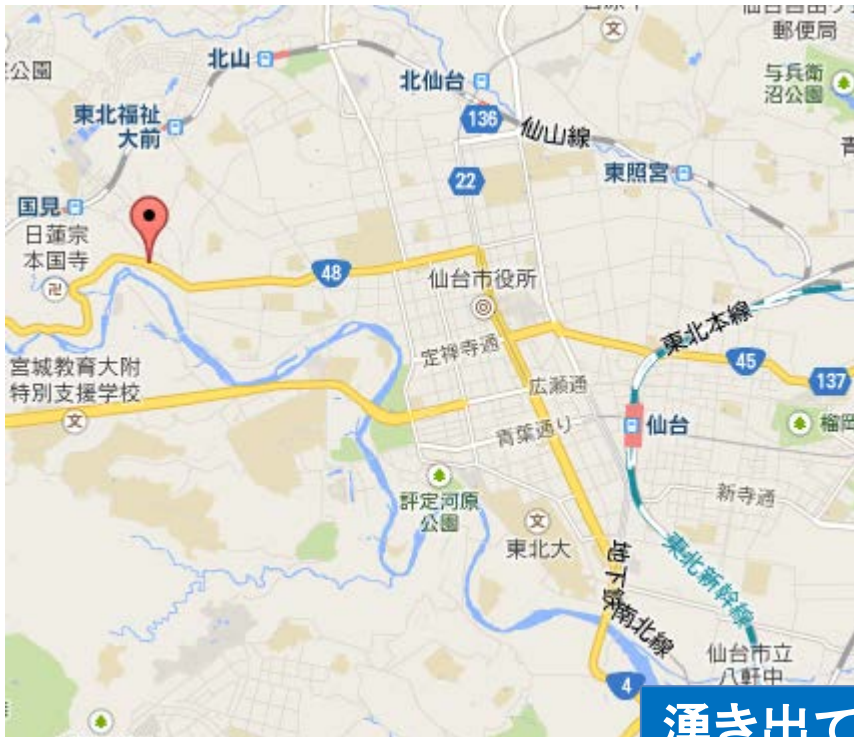 郵便局
公園
北山
北仙台
与兵衛
沼公園
東北福祉
大前
136
仙山線
22
東照宮
国見
日蓮宗
本国寺
48
仙台市役所
東北本線
定禅寺通
45
137
宮城教育大附
特別支援学校
広瀬通
青葉通り
仙台
榴岡
新寺通
評定河原
公園
東北大
東北新幹線
地下鉄南北線
仙台市立
八軒中
4
湧き出て